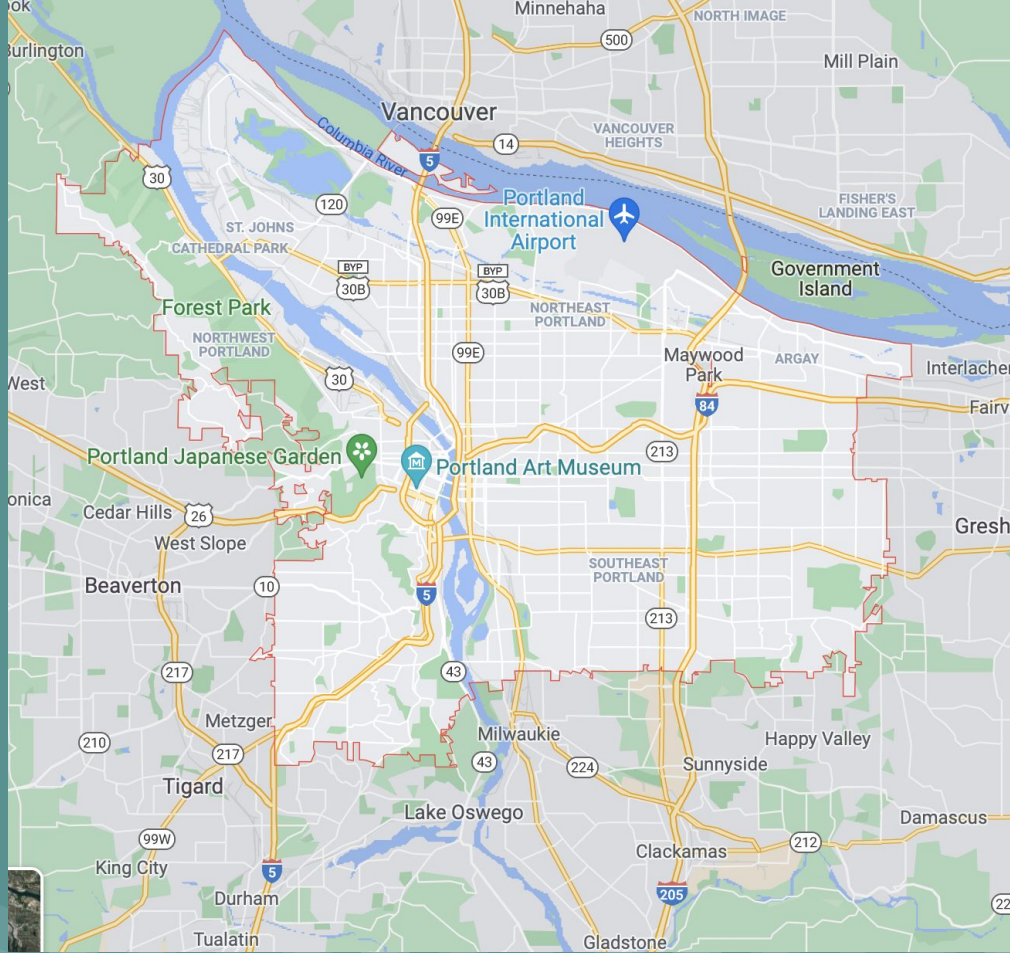 ok
Minnehaha
NORTH IMAGE
500
Burlington
Mill Plain
Vancouver
Columbia River
5
14
VANCOUVER
HEIGHTS
30
120
99E
Portland
International
Airport
FISHER'S
LANDING EAST
ST. JOHNS
CATHEDRAL PARK
BYP
30B
BYP
30B
Government
Island
Forest Park
NORTHEAST
PORTLAND
NORTHWEST
PORTLAND
99E
Maywood
Park
ARGAY
Interlachen
West
30
84
Fairv
213
Portland Japanese Garden
Portland Art Museum
onica
Cedar Hills
26
West Slope
Gresh
Beaverton
10
5
SOUTHEAST
PORTLAND
213
217
43
Metzger
210
217
Milwaukie
Happy Valley
43
224
Sunnyside
Tigard
Lake Oswego
Damascus
99W
212
King City
5
Clackamas
Durham
205
22
Tualatin
Gladstone